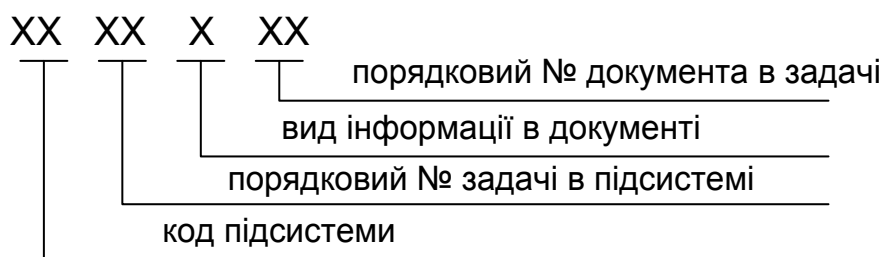 XX XX X XX
порядковий № документа в задачі
вид інформації в документі
порядковий № задачі в підсистемі
код підсистеми